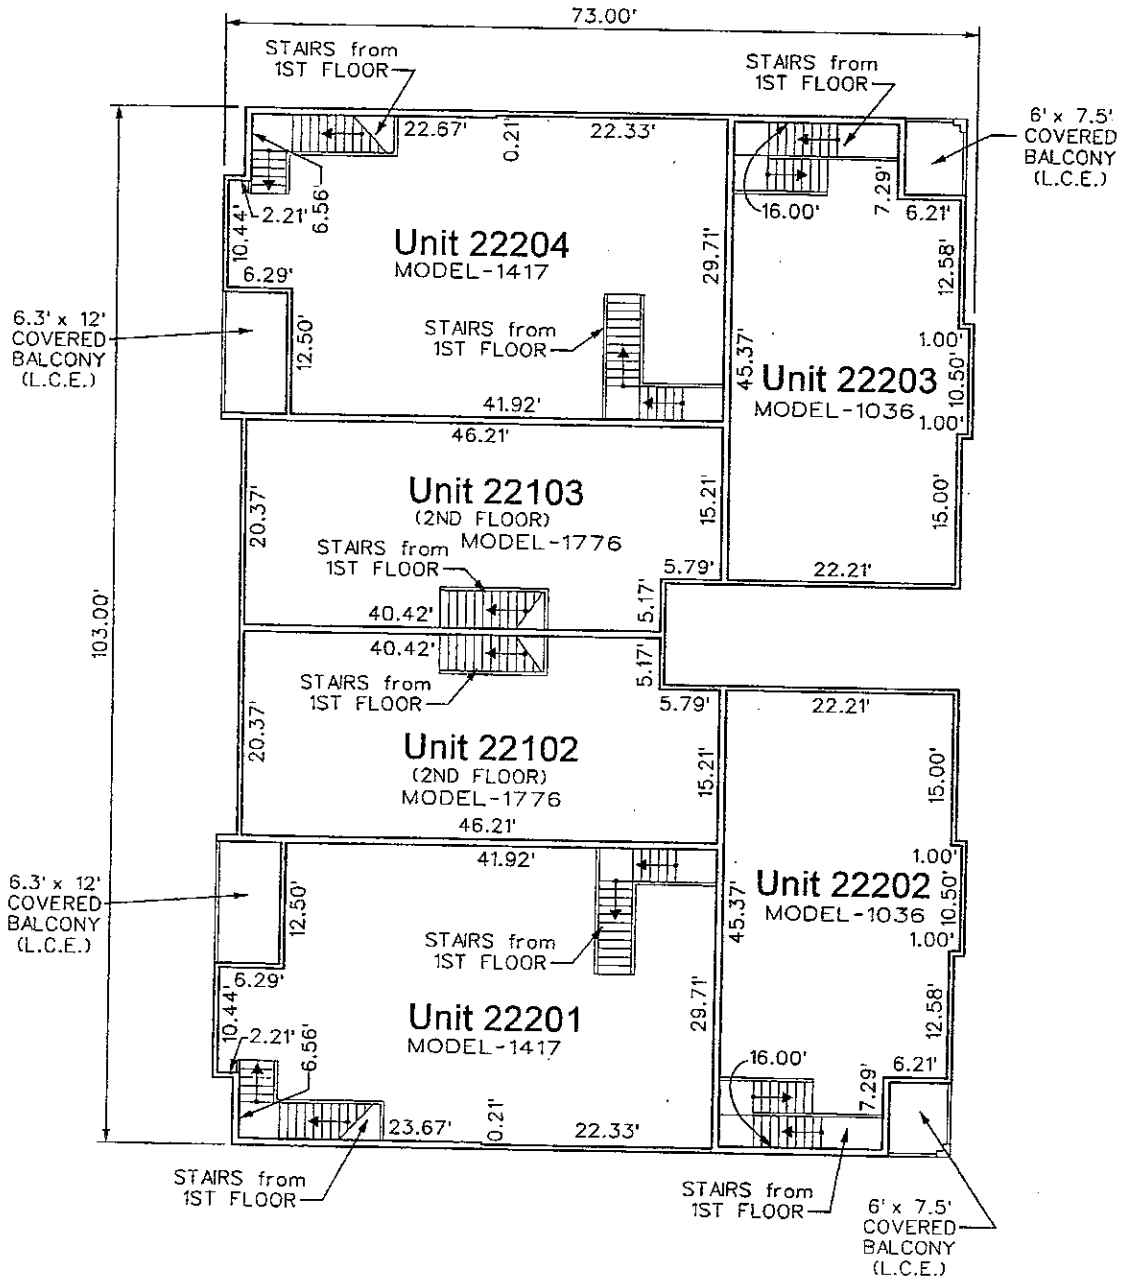 73.00'
STAIRS from
1ST FLOOR
STAIRS from
1ST FLOOR
6' x 7.5'
COVERED
BALCONY
(L.C.E.)
22.67'
0.21'
22.33'
16.00'
7.29'
6.21'
2.21'
6.56'
10.44'
6.29'
Unit 22204
MODEL-1417
29.71'
12.58'
6.3' x 12'
COVERED
BALCONY
(L.C.E.)
12.50'
STAIRS from
1ST FLOOR
41.92'
45.37'
1.00'
Unit 22203
MODEL-1036
10.50'
1.00'
46.21'
Unit 22103
(2ND FLOOR)
MODEL-1776
20.37'
15.21'
15.00'
STAIRS from
1ST FLOOR
5.79'
22.21'
40.42'
5.17'
103.00'
40.42'
5.17'
STAIRS from
1ST FLOOR
5.79'
22.21'
20.37'
Unit 22102
(2ND FLOOR)
MODEL-1776
15.21'
15.00'
46.21'
41.92'
1.00'
6.3' x 12'
COVERED
BALCONY
(L.C.E.)
12.50'
45.37'
Unit 22202
MODEL-1036
10.50'
1.00'
STAIRS from
1ST FLOOR
6.29'
10.44'
Unit 22201
MODEL-1417
29.71'
12.58'
2.21'
6.56'
16.00'
7.29'
6.21'
23.67'
0.21'
22.33'
STAIRS from
1ST FLOOR
STAIRS from
1ST FLOOR
6' x 7.5'
COVERED
BALCONY
(L.C.E.)